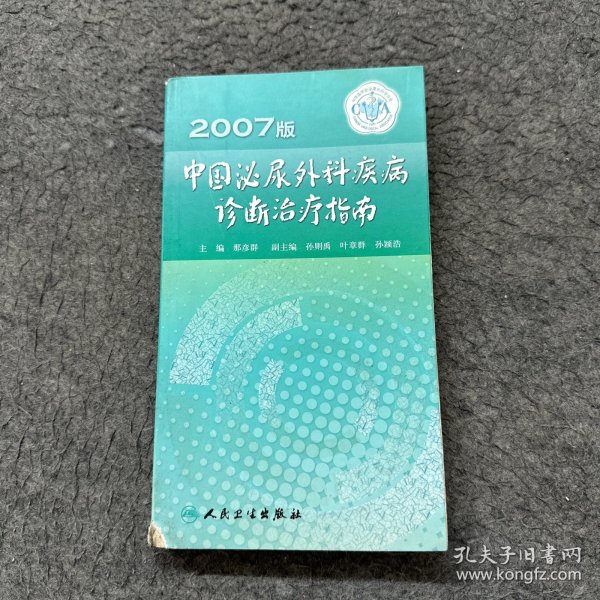 2007版
CUA
中国泌尿外科疾病
诊断治疗指南
主 编 那彦群 副主编 孙则禹 叶章群 孙颖浩
人民卫生出版社
孔夫子旧书网
www.kongfz.com